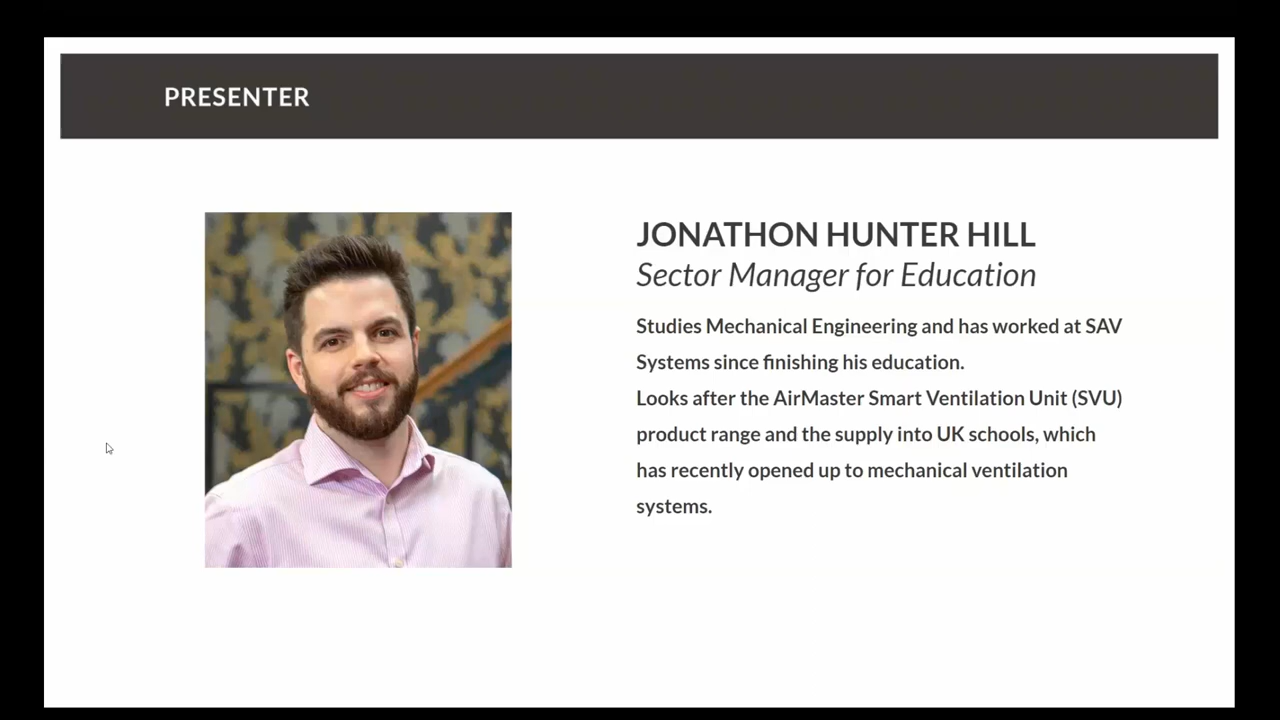 PRESENTER
JONATHON HUNTER HILL
Sector Manager for Education
Studies Mechanical Engineering and has worked at SAV
Systems since finishing his education.
Looks after the AirMaster Smart Ventilation Unit (SVU)
product range and the supply into UK schools, which
has recently opened up to mechanical ventilation
systems.